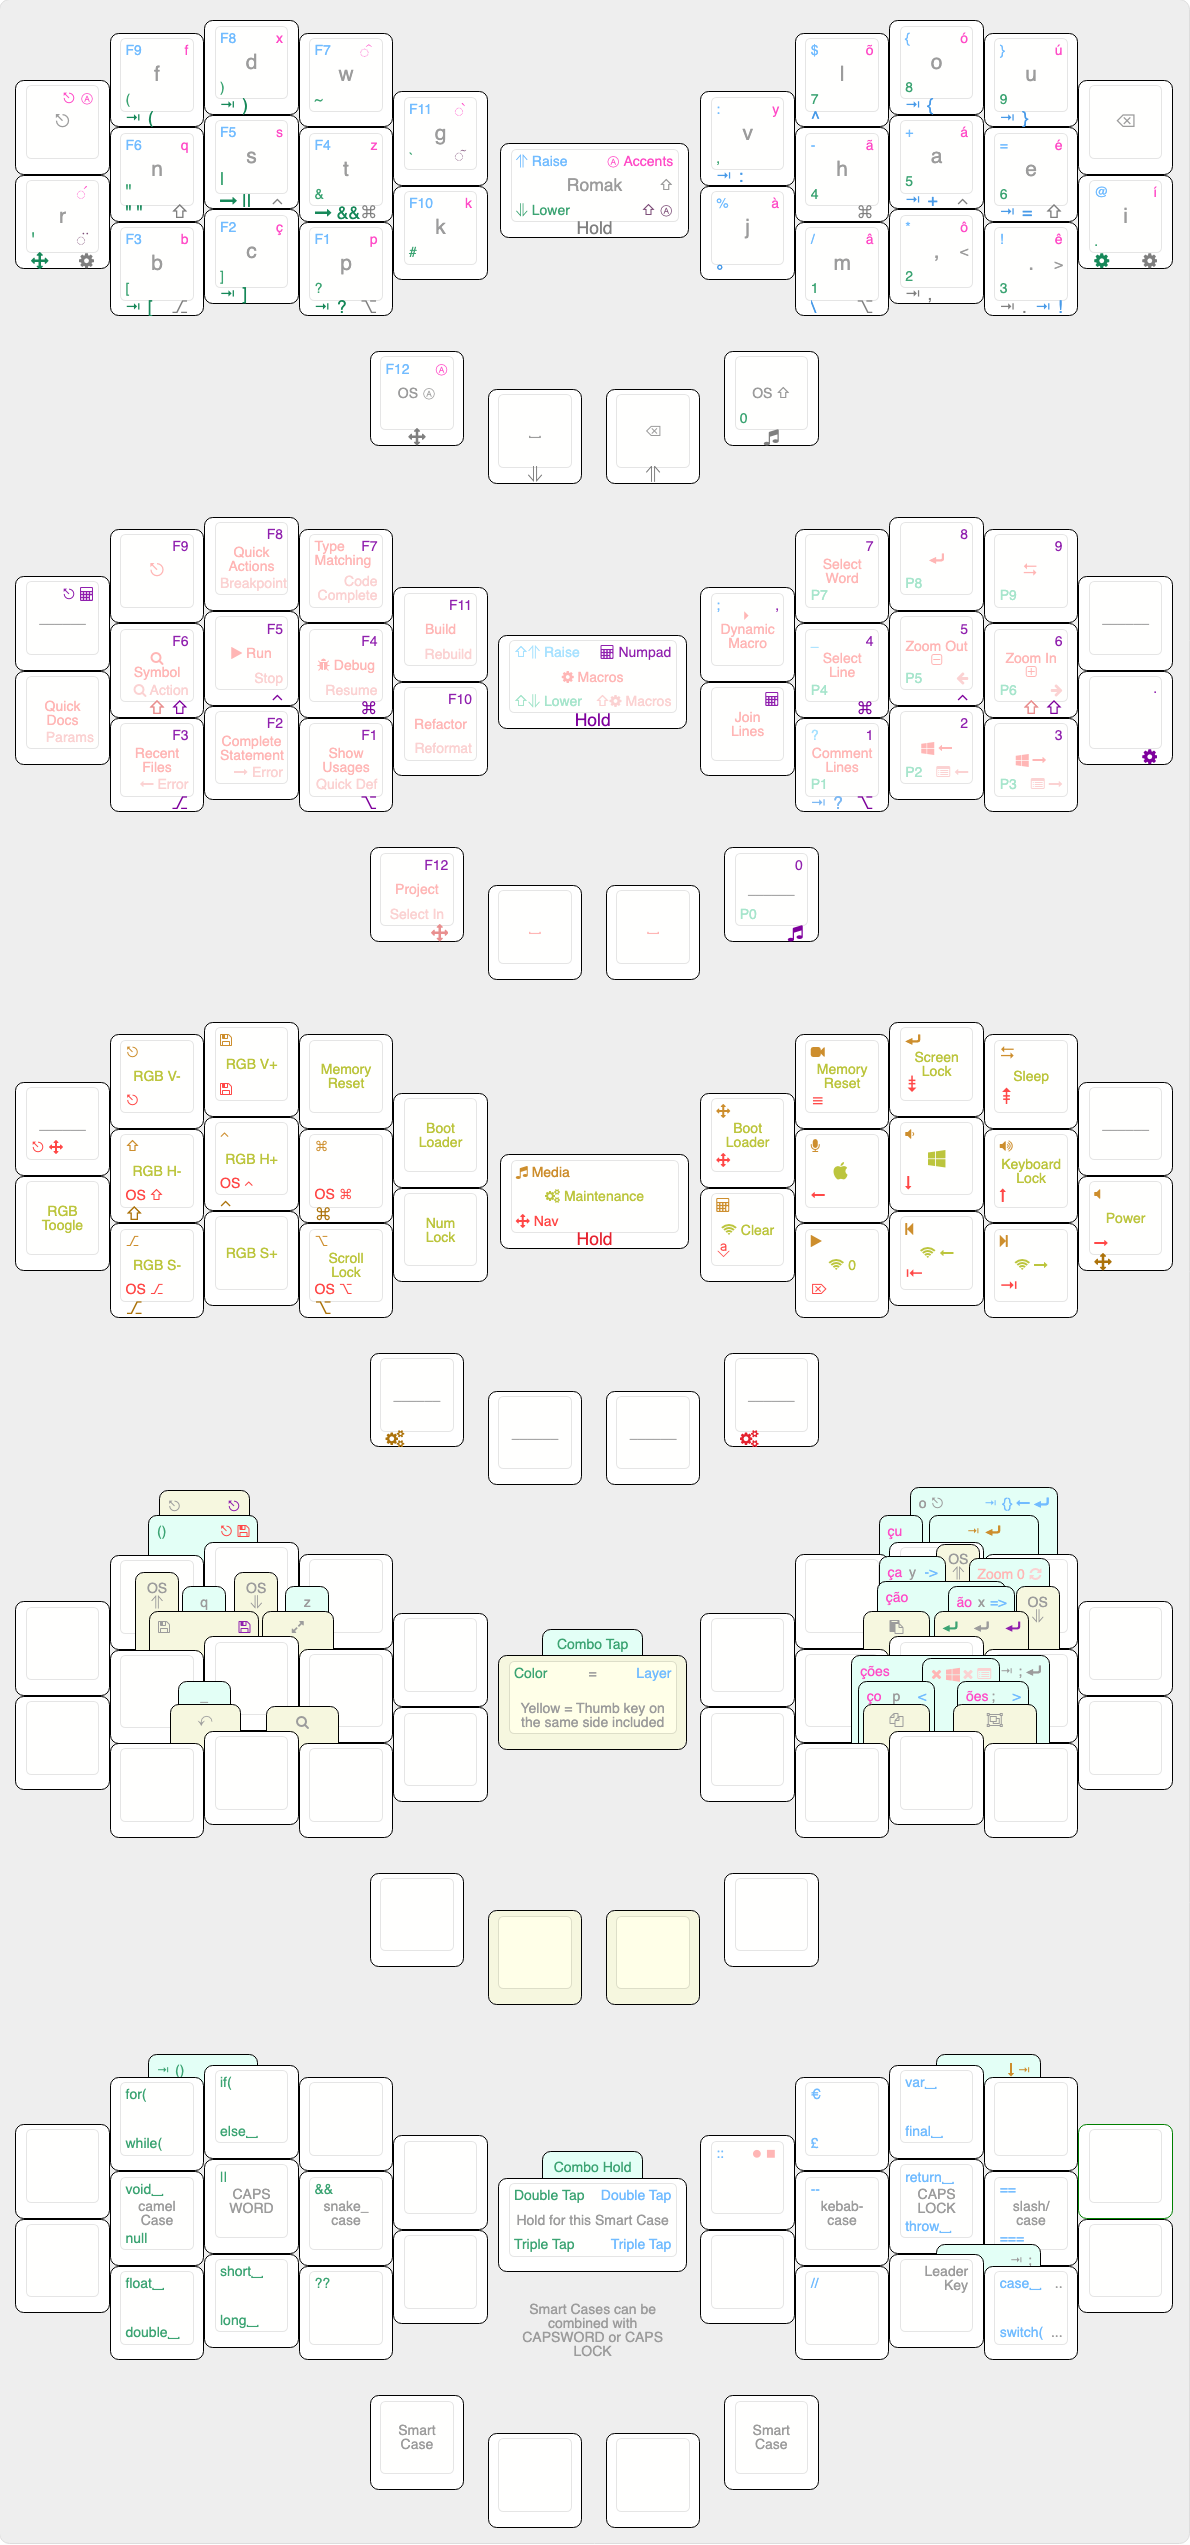 F9 f
f
(
⇥ (
F8 x
d
)
⇥ )
F7 ◌̂
w
~
F11 ◌̀
g
` ◌̃
Ⓐ
F6 q
n
"
" " ⇧
F5 s
s
|
→ || ^
F4 z
t
&
→ && ⌘
F10 k
k
#
◌́
r
' ◌̈
F3 b
b
[
⇥ [ ⌥
F2 ç
c
]
⇥ ]
F1 p
p
?
⇥ ? ⌥
⇑ Raise Ⓐ Accents
Romak ⇧
⇓ Lower ⇧ Ⓐ
Hold
$ õ
l
7
^
{ ó
o
8
⇥ {
} ú
u
9
⇥ }
: y
v
,
⇥ :
- ã
h
4
⌘
+ á
a
5
⇥ + ^
= é
e
6
⇥ = ⇧
⌫
@ í
i
.
% à
j
°
/ â
m
1
\ ⌥
* ô
, <
2
⇥ ,
! ê
. >
3
⇥ . ⇥ !
F12 Ⓐ
OS Ⓐ
⌫
OS ⇧
0
F9
F8
Quick
Actions
Breakpoint
Type F7
Matching
Code
Complete
F11
Build
Rebuild
F6
Symbol
Action
F5
Run
Stop
^
F4
Debug
Resume
⌘
F10
Refactor
Reformat
Quick
Docs
Params
F3
Recent
Files
← Error
F2
Complete
Statement
→ Error
F1
Show
Usages
Quick Def
⌥
⇧⇑ Raise Numpad
Macros
⇧⇓ Lower ⇧ Macros
Hold
7
Select
Word
P7
8
P8
9
P9
; ,
Dynamic
Macro
_ 4
Select
Line
P4
⌘
5
Zoom Out
P5 ←
^
6
Zoom In
P6 →
⇧ ⇧
Join
Lines
? 1
Comment
Lines
P1
⇥ ? ⌥
2
←
P2 ←
3
→
P3 →
.
F12
Project
Select In
0
P0
RGB V-
RGB V+
Memory
Reset
Boot
Loader
RGB H-
OS ⇧
⇧
^
RGB H+
OS ^
^
⌘
OS ⌘
⌘
RGB
Toogle
RGB S-
OS ⌥
RGB S+
⌥
Scroll
Lock
OS ⌥
⌥
Num
Lock
Media
Maintenance
Nav
Hold
Memory
Reset
Screen
Lock
Sleep
Boot
Loader
Keyboard
Lock
Power
→
Clear
a
0
←
→
()
OS
⇑
q
OS
⇓
z
_
Combo Tap
Color = Layer
Yellow = Thumb key on
the same side included
o ⇥ {} ← ↵
çu ⇥ ↵
ça y ->
OS
⇑
Zoom 0
ção
ão x =>
OS
⇓
ções
⇥ ; ↵
ço p <
ões ; >
⇥ ()
for(
while(
if(
else␣
void␣
camel
Case
null
||
CAPS
WORD
&&
snake_
case
float␣
double␣
short␣
long␣
??
Combo Hold
Double Tap Double Tap
Hold for this Smart Case
Triple Tap Triple Tap
Smart Cases can be
combined with
CAPSWORD or CAPS
LOCK
↓ ⇥
€
£
var␣
final␣
::
--
kebab-
case
return␣
CAPS
LOCK
throw␣
==
slash/
case
===
//
Leader
Key
⇥ ;
case␣ ..
switch( ...
Smart
Case
Smart
Case